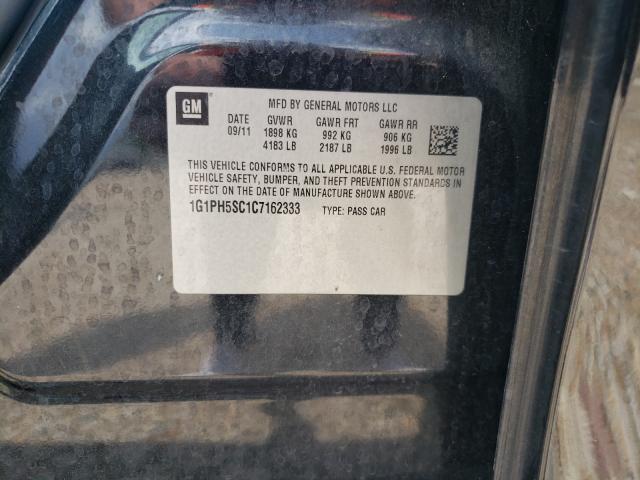 GM
MFD BY GENERAL MOTORS LLC
DATE GVWR GAWR FRT GAWR RR
09/11 1898 KG 992 KG 906 KG
4183 LB 2187 LB 1996 LB
THIS VEHICLE CONFORMS TO ALL APPLICABLE U.S. FEDERAL MOTOR
VEHICLE SAFETY, BUMPER, AND THEFT PREVENTION STANDARDS IN
EFFECT ON THE DATE OF MANUFACTURE SHOWN ABOVE.
1G1PH5SC1C7162333 TYPE: PASS CAR